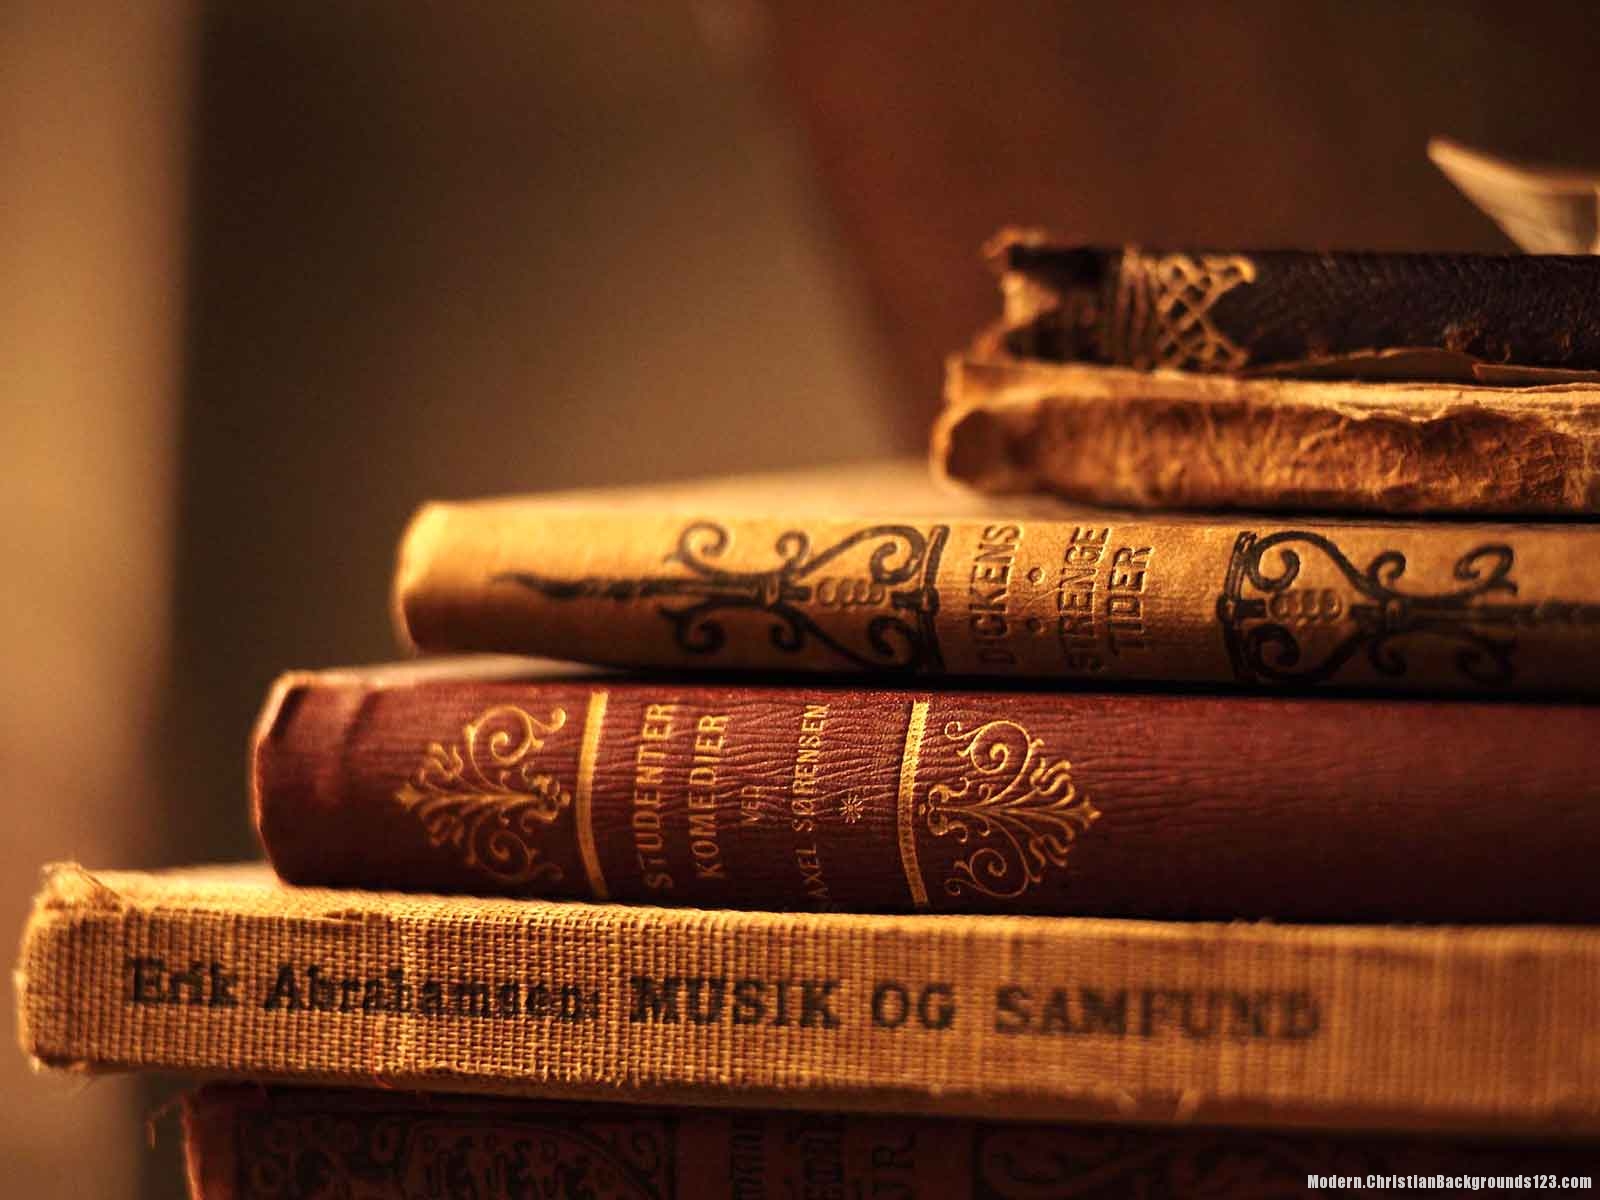 DICKENS
STRENGE
TIDER
STUDENTER
KOMEDIER
VED
AXEL SØRENSEN
Erik Abrahamsen: MUSIK OG SAMFUND
Modern.ChristianBackgrounds123.com